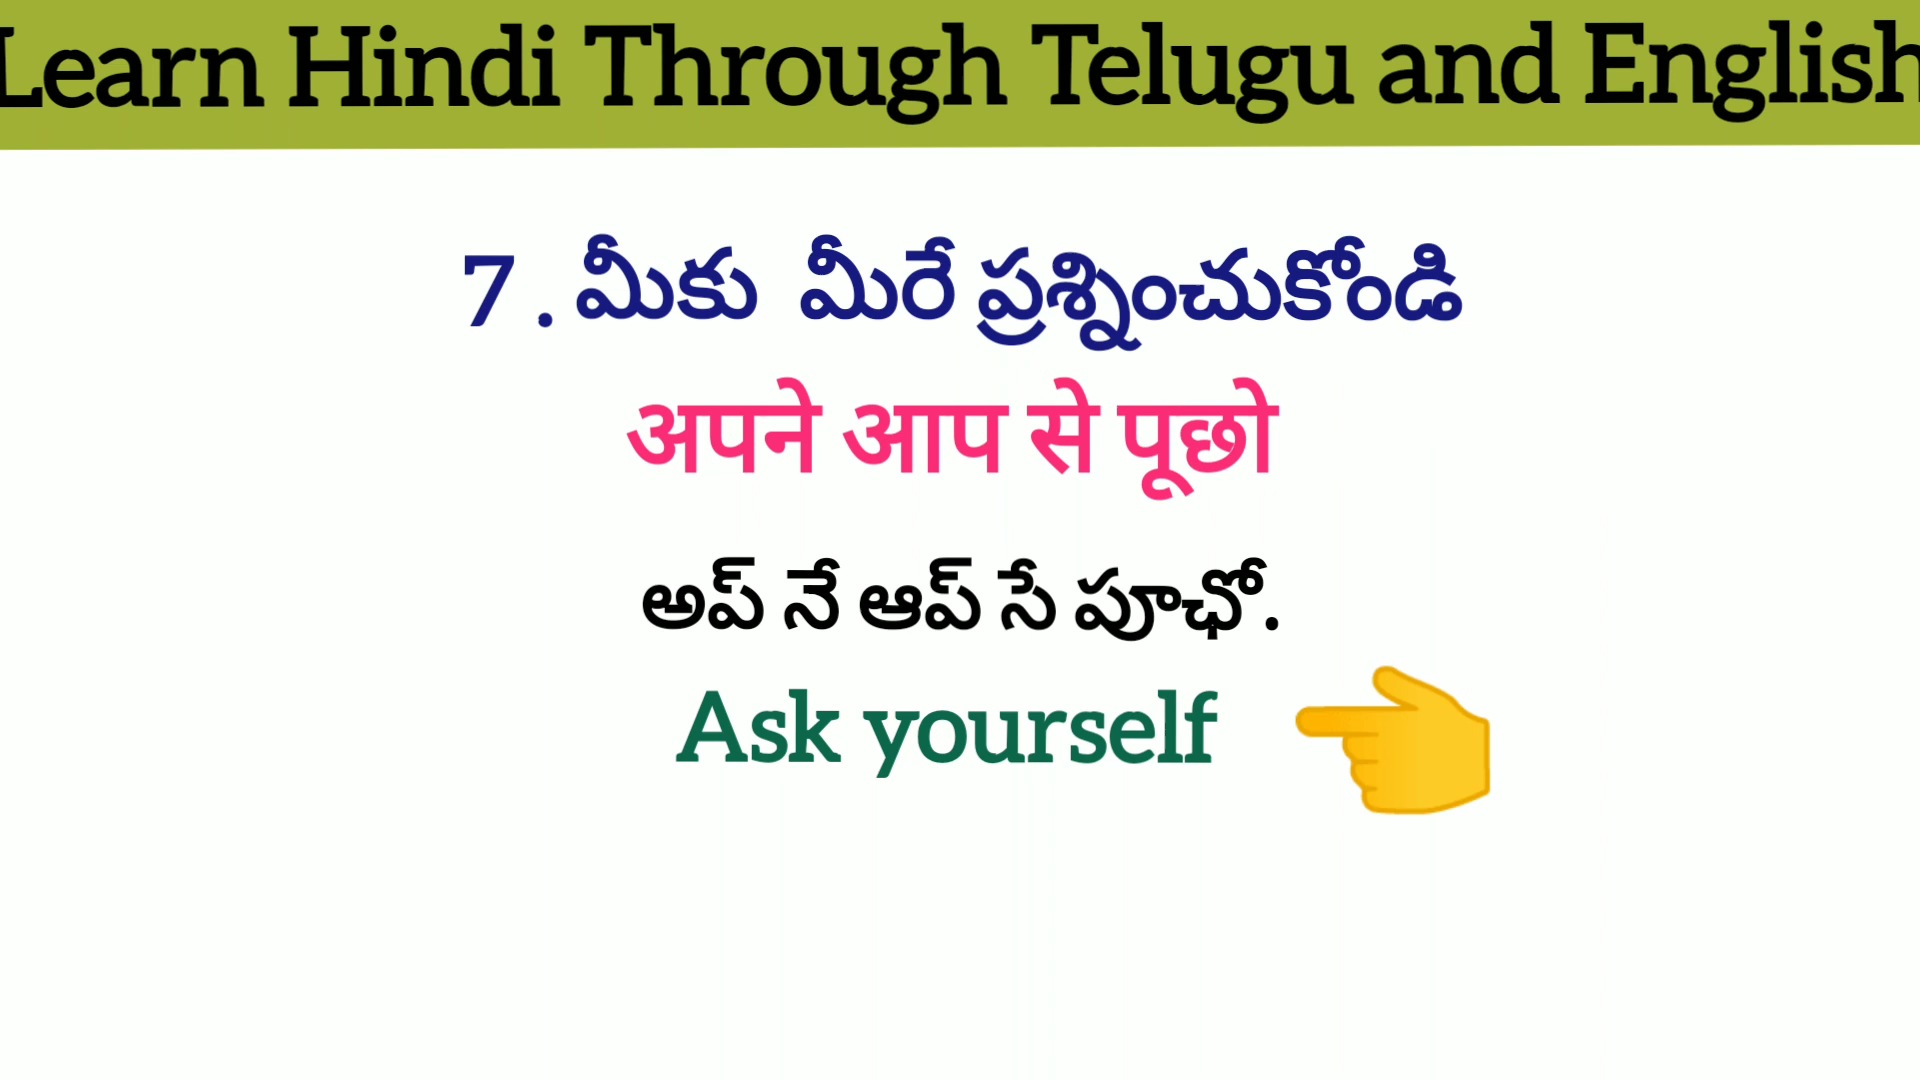 Learn Hindi Through Telugu and English
7 . మీకు మీరే ప్రశ్నించుకోండి
अपने आप से पूछो
అప్ నే ఆప్ సే పూఛో.
Ask yourself